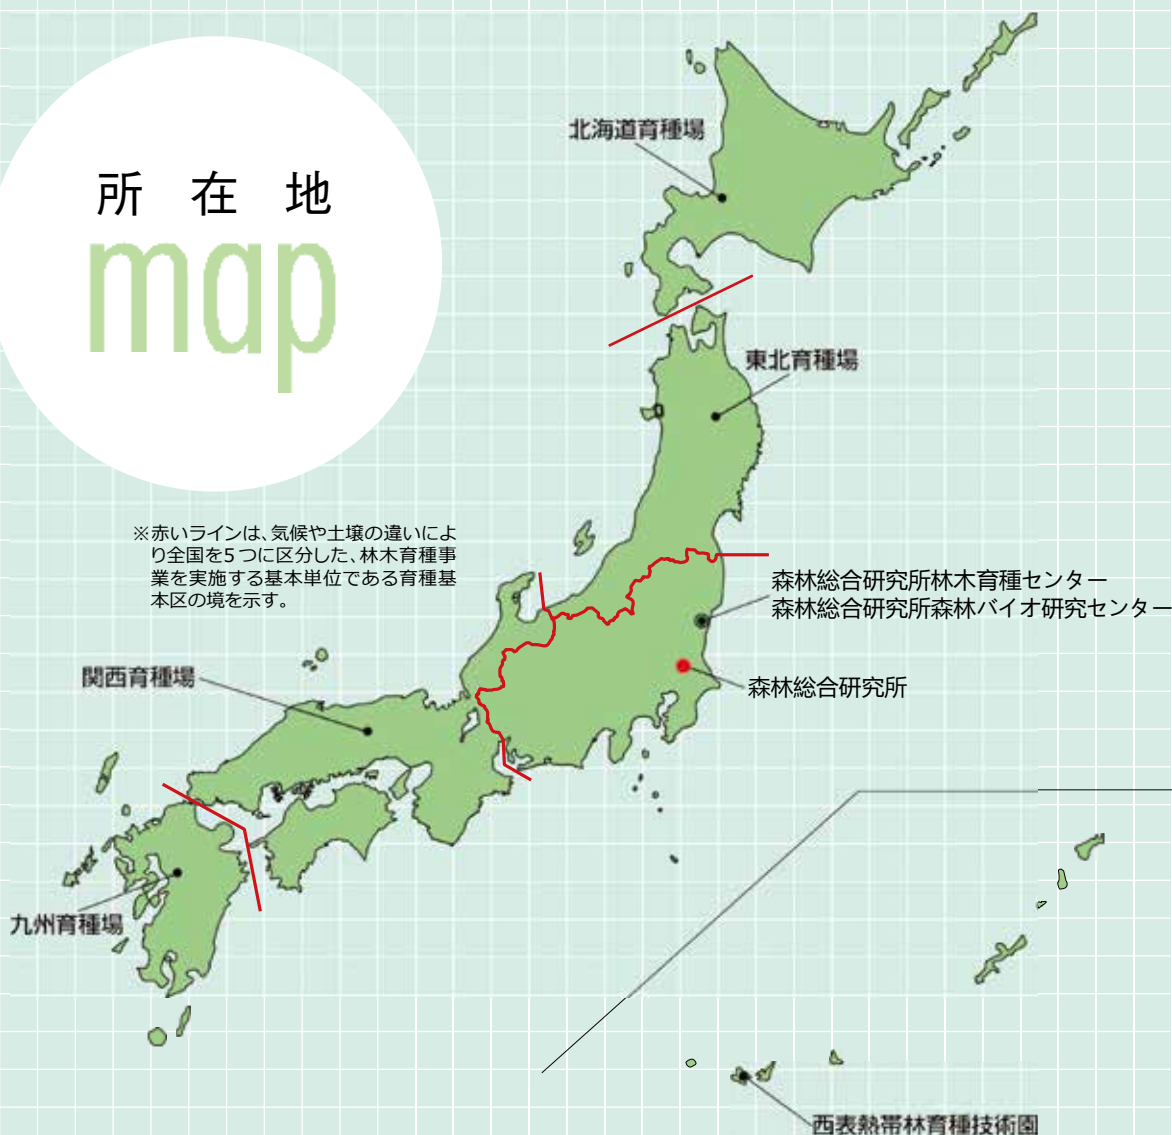 所 在 地
map
北海道育種場
東北育種場
※赤いラインは、気候や土壌の違いによ
り全国を5つに区分した、林木育種事
業を実施する基本単位である育種基
本区の境を示す。
森林総合研究所林木育種センター
森林総合研究所森林バイオ研究センター
関西育種場
森林総合研究所
九州育種場
西表熱帯林育種技術園